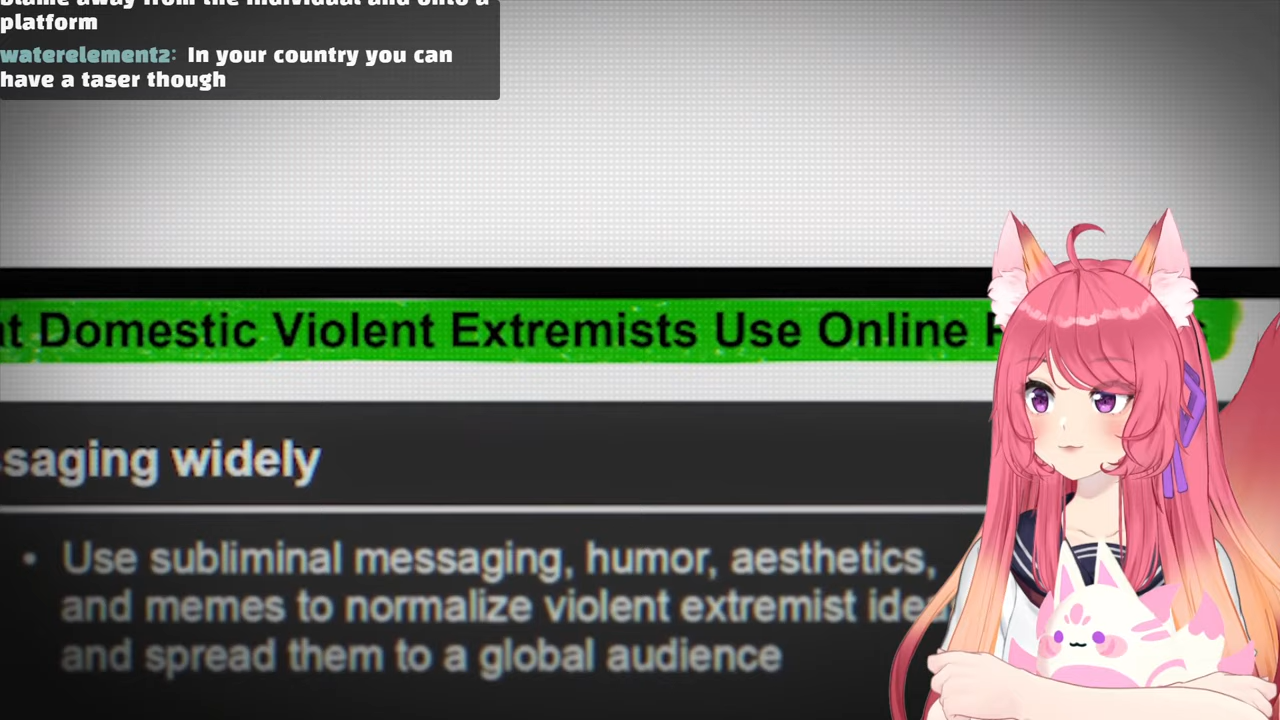 platform
waterelement2: In your country you can
have a taser though
Domestic Violent Extremists Use Online
widely
• Use subliminal messaging, humor, aesthetics,
and memes to normalize violent extremist
and spread them to a global audience